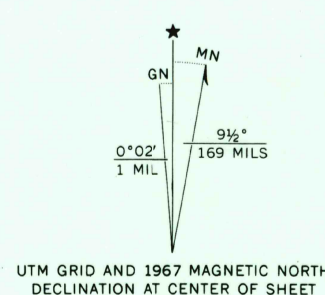 ★
MN
GN
0°02'
1 MIL
9½°
169 MILS
UTM GRID AND 1967 MAGNETIC NORTH
DECLINATION AT CENTER OF SHEET